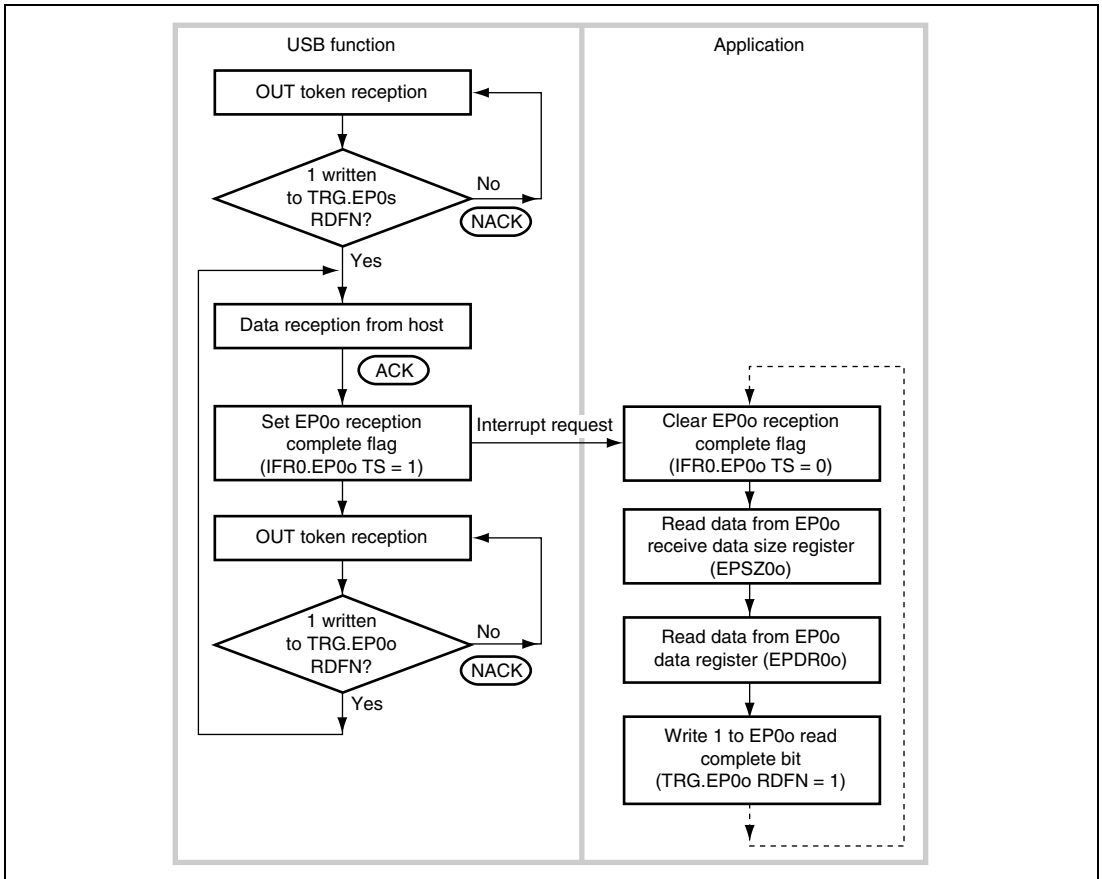 USB function
Application
OUT token reception
1 written
to TRG.EP0s
RDFN?
No
NACK
Yes
Data reception from host
ACK
Set EP0o reception
complete flag
(IFR0.EP0o TS = 1)
Interrupt request
Clear EP0o reception
complete flag
(IFR0.EP0o TS = 0)
OUT token reception
Read data from EP0o
receive data size register
(EPSZ0o)
1 written
to TRG.EP0o
RDFN?
No
NACK
Yes
Read data from EP0o
data register (EPDR0o)
Write 1 to EP0o read
complete bit
(TRG.EP0o RDFN = 1)